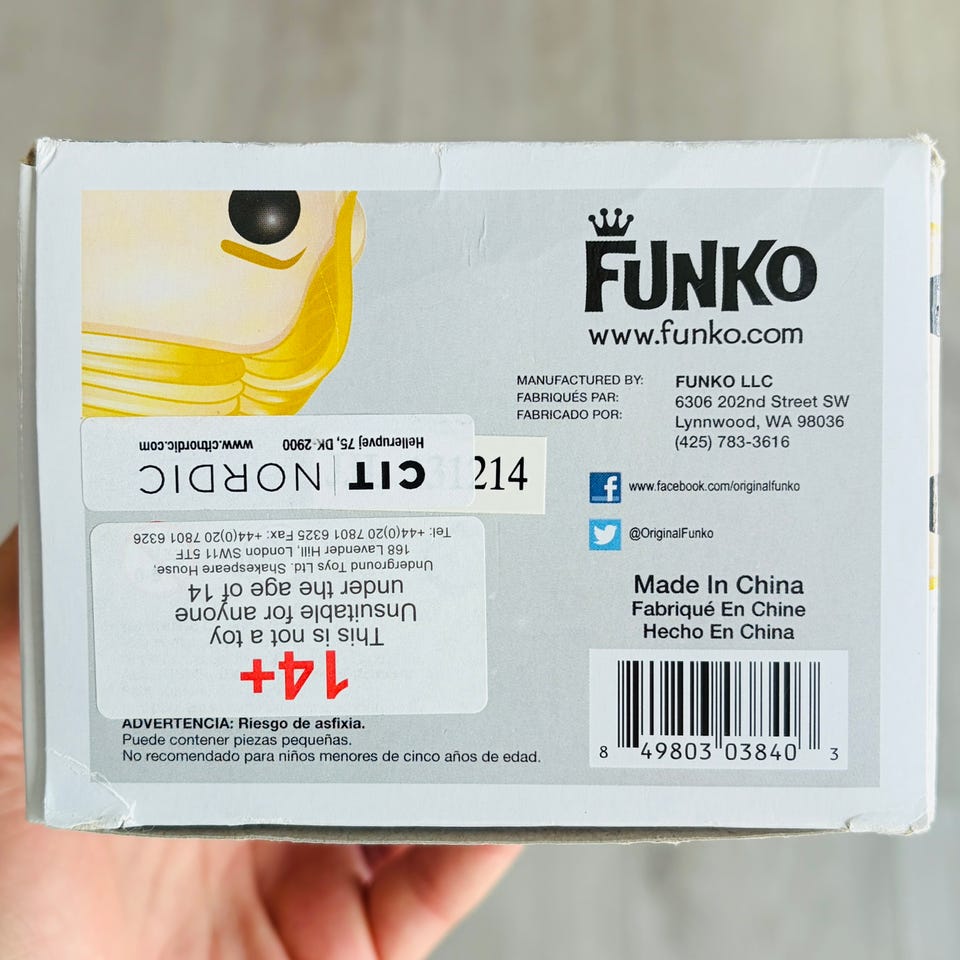 FUNKO
www.funko.com
MANUFACTURED BY:
FABRIQUÉS PAR:
FABRICADO POR:
FUNKO LLC
6306 202nd Street SW
Lynnwood, WA 98036
(425) 783-3616
www.facebook.com/originalfunko
@OriginalFunko
Made In China
Fabriqué En Chine
Hecho En China
8 49803 03840 3
31214
CIT NORDIC
Hellerupvej 75, DK-2900 www.citnordic.com
14+
This is not a toy
Unsuitable for anyone
under the age of 14
Underground Toys Ltd. Shakespeare House,
168 Lavender Hill, London SW11 5TF
Tel: +44(0)20 7801 6325 Fax: +44(0)20 7801 6326
ADVERTENCIA: Riesgo de asfixia.
Puede contener piezas pequeñas.
No recomendado para niños menores de cinco años de edad.